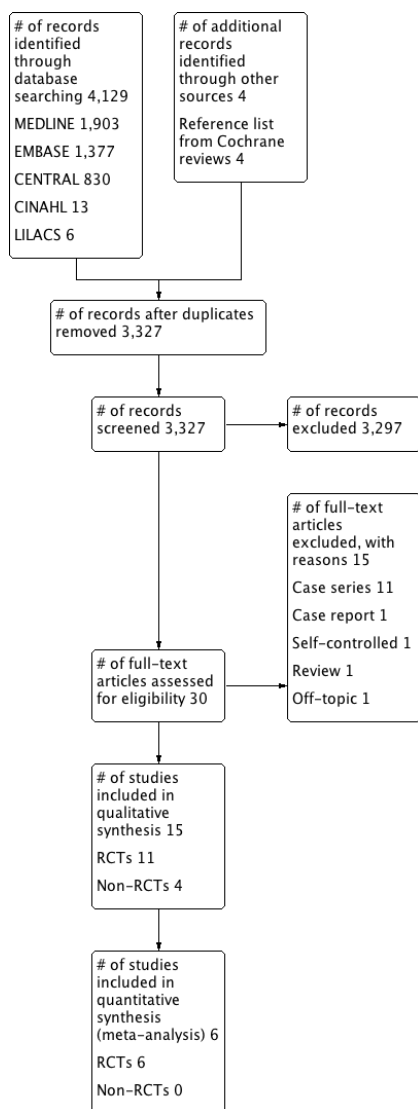 # of records
identified
through
database
searching 4,129
MEDLINE 1,903
EMBASE 1,377
CENTRAL 830
CINAHL 13
LILACS 6
# of additional
records
identified
through other
sources 4
Reference list
from Cochrane
reviews 4
# of records after duplicates
removed 3,327
# of records
screened 3,327
# of records
excluded 3,297
# of full-text
articles
excluded, with
reasons 15
Case series 11
Case report 1
Self-controlled 1
Review 1
Off-topic 1
# of full-text
articles assessed
for eligibility 30
# of studies
included in
qualitative
synthesis 15
RCTs 11
Non-RCTs 4
# of studies
included in
quantitative
synthesis
(meta-analysis) 6
RCTs 6
Non-RCTs 0